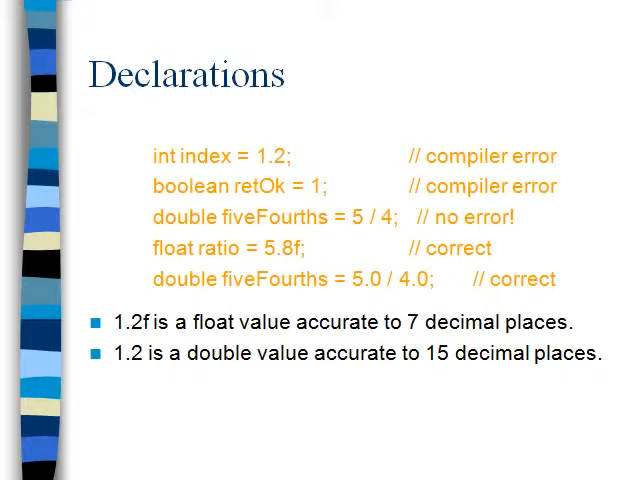 Declarations
int index = 1.2; // compiler error
boolean retOk = 1; // compiler error
double fiveFourths = 5 / 4; // no error!
float ratio = 5.8f; // correct
double fiveFourths = 5.0 / 4.0; // correct
1.2f is a float value accurate to 7 decimal places.
1.2 is a double value accurate to 15 decimal places.